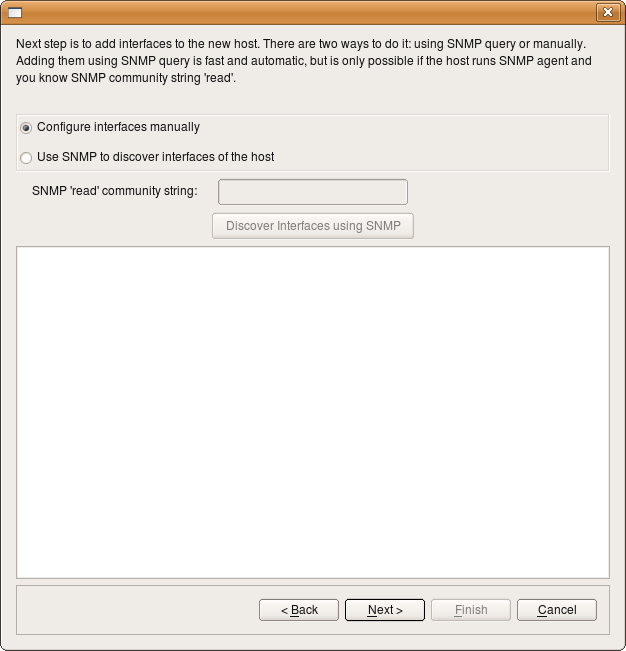 Next step is to add interfaces to the new host. There are two ways to do it: using SNMP query or manually.
Adding them using SNMP query is fast and automatic, but is only possible if the host runs SNMP agent and
you know SNMP community string 'read'.
Configure interfaces manually
Use SNMP to discover interfaces of the host
SNMP 'read' community string:
Discover Interfaces using SNMP
< Back Next > Finish Cancel